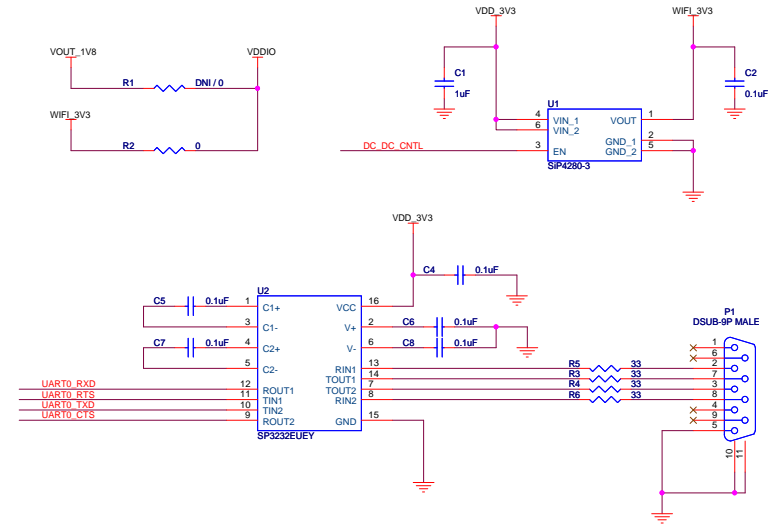 VDD_3V3
WIFI_3V3
VOUT_1V8
VDDIO
R1
DNI / 0
C1
1uF
C2
0.1uF
WIFI_3V3
R2
0
U1
4
VIN_1
VOUT
1
6
VIN_2
GND_1
2
DC_DC_CNTL
3
EN
GND_2
5
SiP4280-3
VDD_3V3
C4
0.1uF
U2
C5
0.1uF
1
C1+
VCC
16
3
C1-
V+
2
C6
0.1uF
C7
0.1uF
4
C2+
V-
6
C8
0.1uF
5
C2-
RIN1
13
R5
33
TOUT1
14
R3
33
UART0_RXD
12
ROUT1
TOUT2
7
R4
33
UART0_RTS
11
TIN1
RIN2
8
R6
33
UART0_TXD
10
TIN2
UART0_CTS
9
ROUT2
GND
15
SP3232EUEY
P1
DSUB-9P MALE
1
6
2
7
3
8
4
9
5
10
11